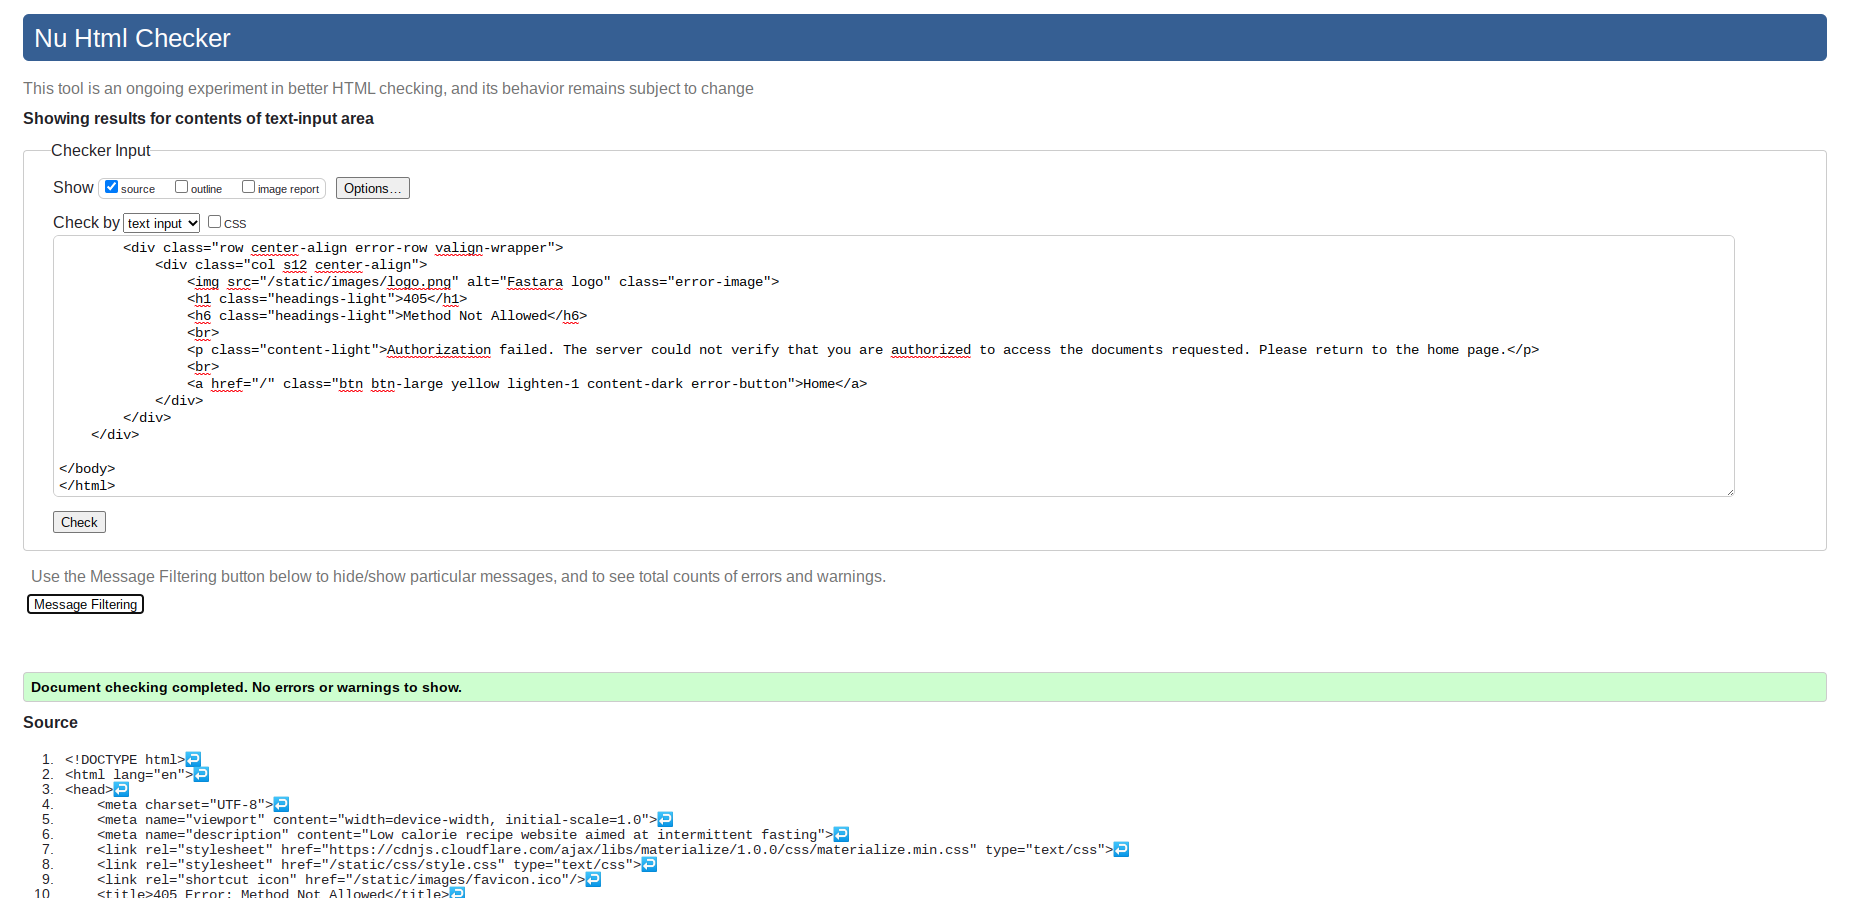 Nu Html Checker
This tool is an ongoing experiment in better HTML checking, and its behavior remains subject to change
Showing results for contents of text-input area
Checker Input
Show source outline image report Options...
Check by text input CSS
<div class="row center-align error-row valign-wrapper">
<div class="col s12 center-align">
<img src="/static/images/logo.png" alt="Fastara logo" class="error-image">
<h1 class="headings-light">405</h1>
<h6 class="headings-light">Method Not Allowed</h6>
<br>
<p class="content-light">Authorization failed. The server could not verify that you are authorized to access the documents requested. Please return to the home page.</p>
<br>
<a href="/" class="btn btn-large yellow lighten-1 content-dark error-button">Home</a>
</div>
</div>
</div>
</body>
</html>
Check
Use the Message Filtering button below to hide/show particular messages, and to see total counts of errors and warnings.
Message Filtering
Document checking completed. No errors or warnings to show.
Source
1. <!DOCTYPE html>↩
2. <html lang="en">↩
3. <head>↩
4. <meta charset="UTF-8">↩
5. <meta name="viewport" content="width=device-width, initial-scale=1.0">↩
6. <meta name="description" content="Low calorie recipe website aimed at intermittent fasting">↩
7. <link rel="stylesheet" href="https://cdnjs.cloudflare.com/ajax/libs/materialize/1.0.0/css/materialize.min.css" type="text/css">↩
8. <link rel="stylesheet" href="/static/css/style.css" type="text/css">↩
9. <link rel="shortcut icon" href="/static/images/favicon.ico"/>↩
10. <title>405 Error: Method Not Allowed</title>↩